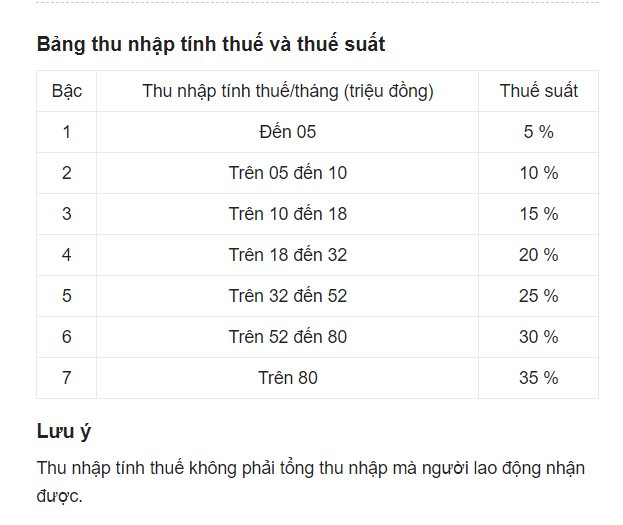 Bảng thu nhập tính thuế và thuế suất
Bậc Thu nhập tính thuế/tháng (triệu đồng) Thuế suất
1 Đến 05 5 %
2 Trên 05 đến 10 10 %
3 Trên 10 đến 18 15 %
4 Trên 18 đến 32 20 %
5 Trên 32 đến 52 25 %
6 Trên 52 đến 80 30 %
7 Trên 80 35 %
Lưu ý
Thu nhập tính thuế không phải tổng thu nhập mà người lao động nhận
được.